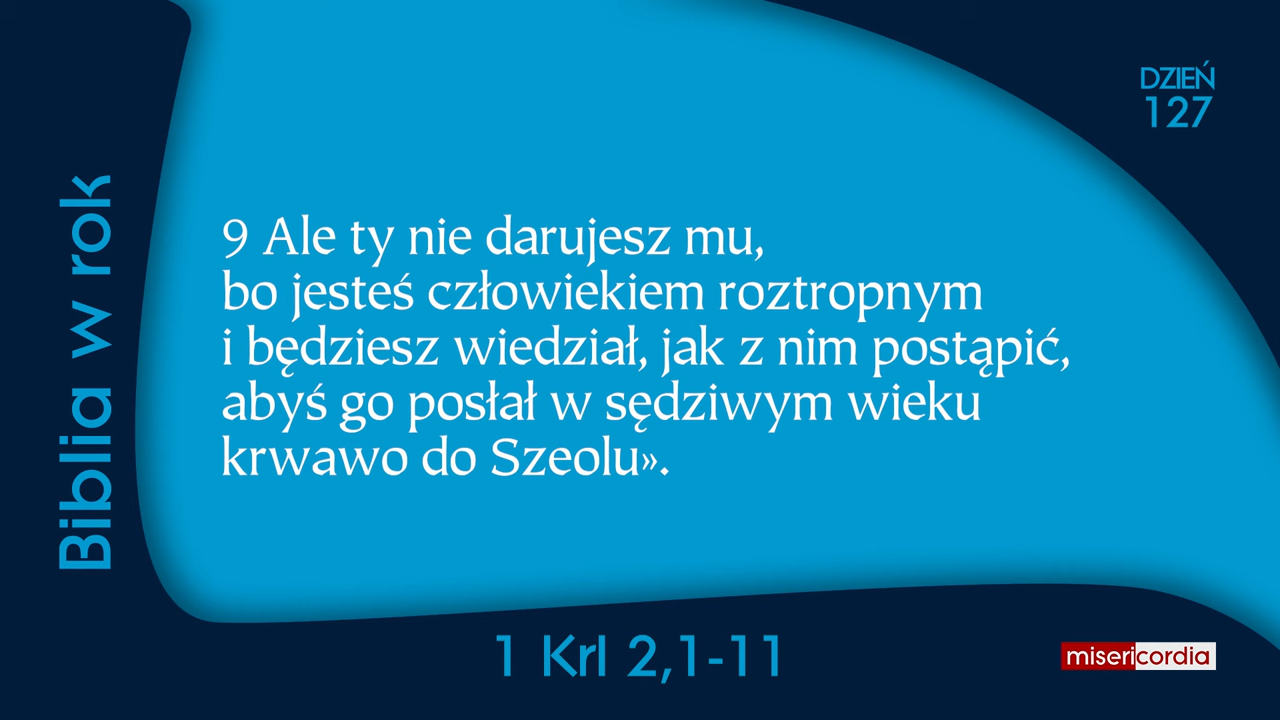 DZIEŃ
127
Biblia w rok
9 Ale ty nie darujesz mu,
bo jesteś człowiekiem roztropnym
i będziesz wiedział, jak z nim postąpić,
abyś go posłał w sędziwym wieku
krwawo do Szeolu».
1 Krl 2,1-11
misericordia